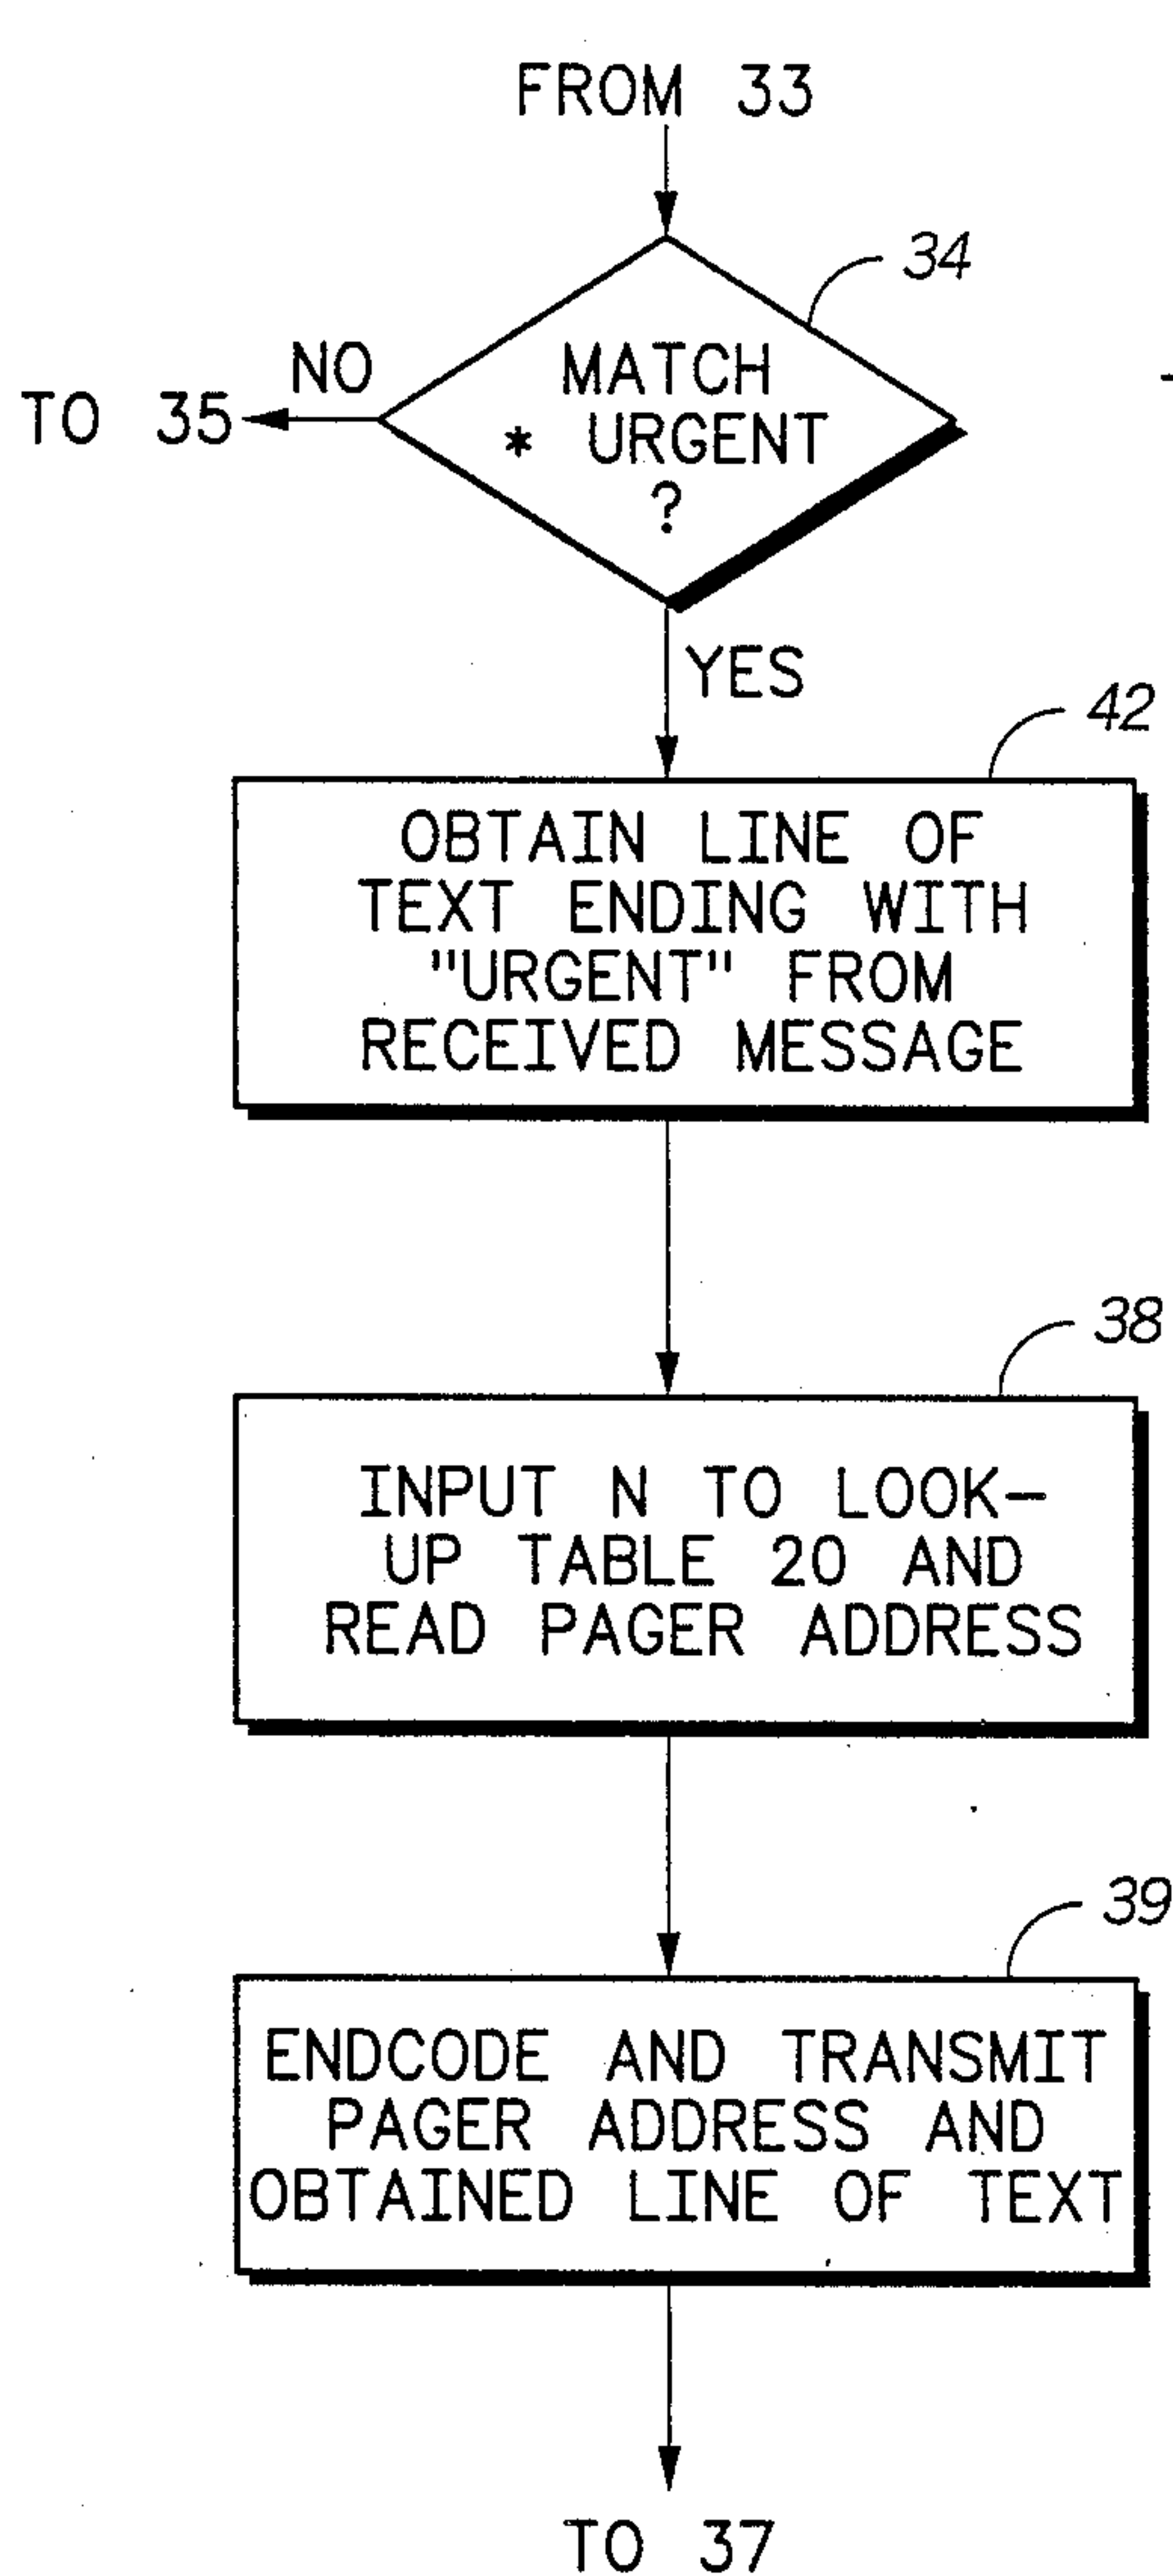 FROM 33
34
MATCH
* URGENT
?
NO
TO 35
YES
42
OBTAIN LINE OF
TEXT ENDING WITH
"URGENT" FROM
RECEIVED MESSAGE
38
INPUT N TO LOOK-
UP TABLE 20 AND
READ PAGER ADDRESS
39
ENDCODE AND TRANSMIT
PAGER ADDRESS AND
OBTAINED LINE OF TEXT
TO 37